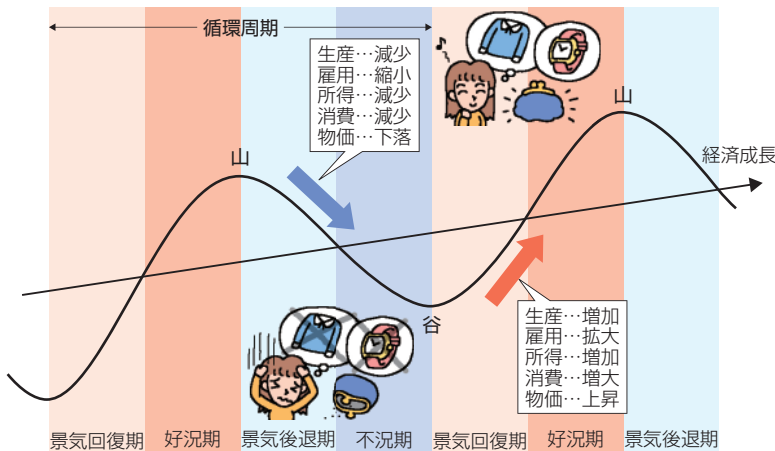 循環周期
生産…減少
雇用…縮小
所得…減少
消費…減少
物価…下落
山
山
経済成長
谷
生産…増加
雇用…拡大
所得…増加
消費…増大
物価…上昇
景気回復期
好況期
景気後退期
不況期
景気回復期
好況期
景気後退期